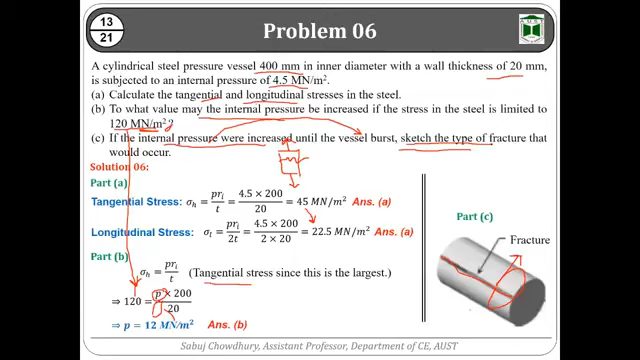 13
21
Problem 06
A cylindrical steel pressure vessel 400 mm in inner diameter with a wall thickness of 20 mm,
is subjected to an internal pressure of 4.5 MN/m².
(a) Calculate the tangential and longitudinal stresses in the steel.
(b) To what value may the internal pressure be increased if the stress in the steel is limited to
120 MN/m²?
(c) If the internal pressure were increased until the vessel burst, sketch the type of fracture that
would occur.
Solution 06:
Part (a)
Tangential Stress: σh = pri/t = 4.5 × 200/20 = 45 MN/m² Ans. (a)
Longitudinal Stress: σl = pri/2t = 4.5 × 200/2 × 20 = 22.5 MN/m² Ans. (a)
Part (b)
σh = pri/t (Tangential stress since this is the largest.)
⇒ 120 = p × 200/20
⇒ p = 12 MN/m² Ans. (b)
Part (c)
Fracture
Sabuj Chowdhury, Assistant Professor, Department of CE, AUST